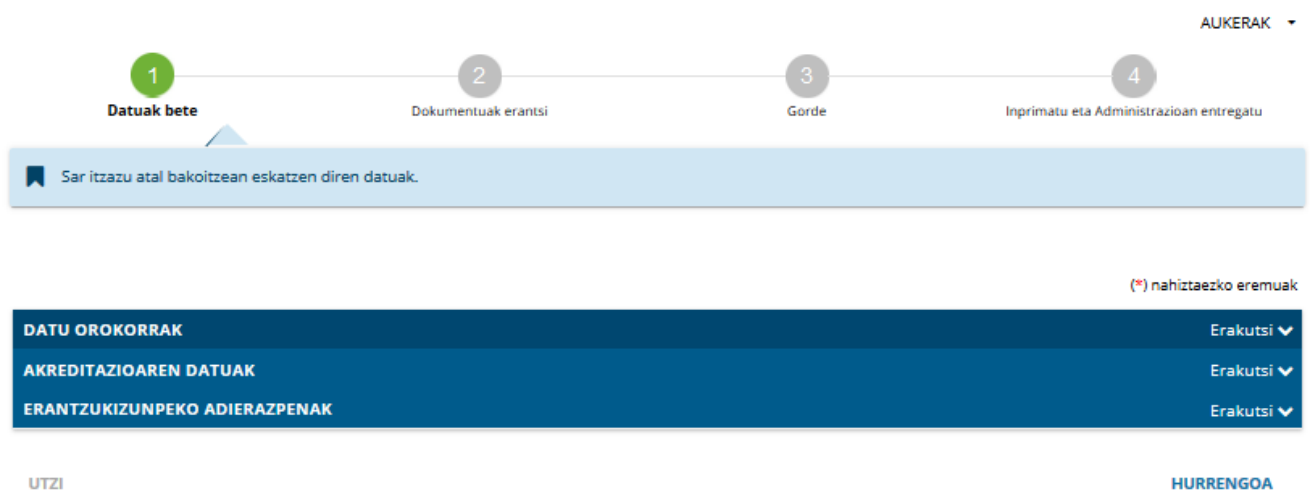 AUKERAK
1 2 3 4
Datuak bete Dokumentuak erantsi Gorde Inprimatu eta Administrazioan entregatu
Sar itzazu atal bakoitzean eskatzen diren datuak.
(*) nahiztaezko eremuak
DATU OROKORRAK Erakutsi
AKREDITAZIOAREN DATUAK Erakutsi
ERANTZUKIZUNPEKO ADIERAZPENAK Erakutsi
UTZI HURRENGOA